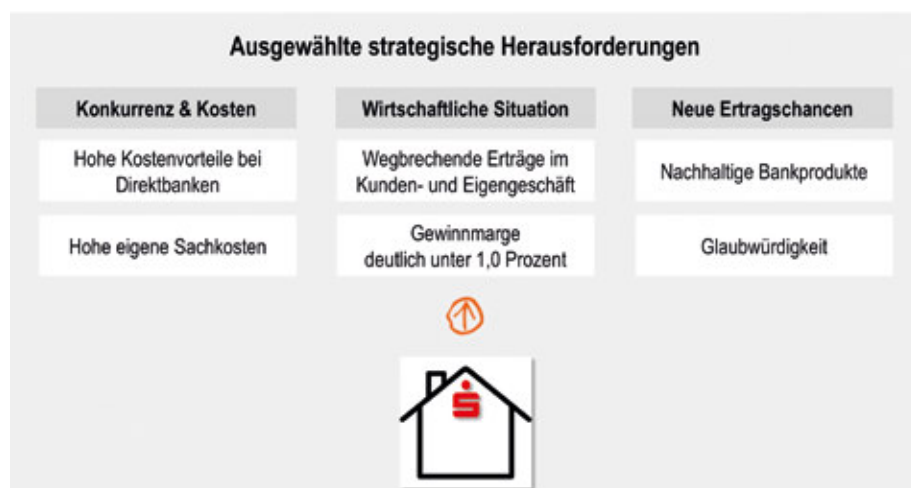 Ausgewählte strategische Herausforderungen
Konkurrenz & Kosten
Hohe Kostenvorteile bei
Direktbanken
Hohe eigene Sachkosten
Wirtschaftliche Situation
Wegbrechende Erträge im
Kunden- und Eigengeschäft
Gewinnmarge
deutlich unter 1,0 Prozent
Neue Ertragschancen
Nachhaltige Bankprodukte
Glaubwürdigkeit